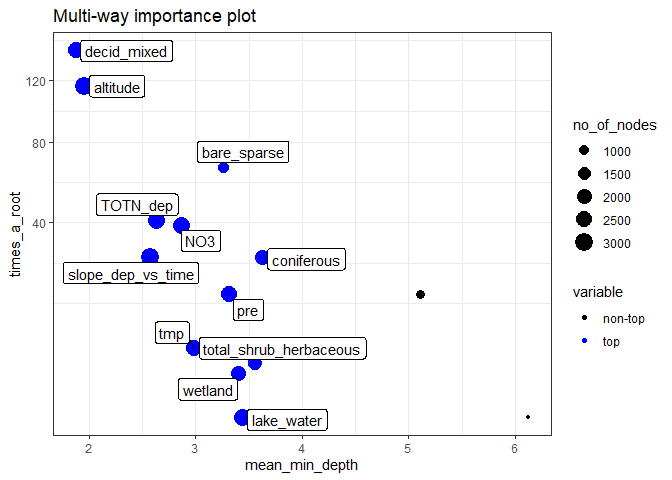 Multi-way importance plot
decid_mixed
altitude
bare_sparse
TOTN_dep
NO3
slope_dep_vs_time
coniferous
pre
tmp
total_shrub_herbaceous
wetland
lake_water
120
80
40
times_a_root
2
3
4
5
6
mean_min_depth
no_of_nodes
1000
1500
2000
2500
3000
variable
non-top
top